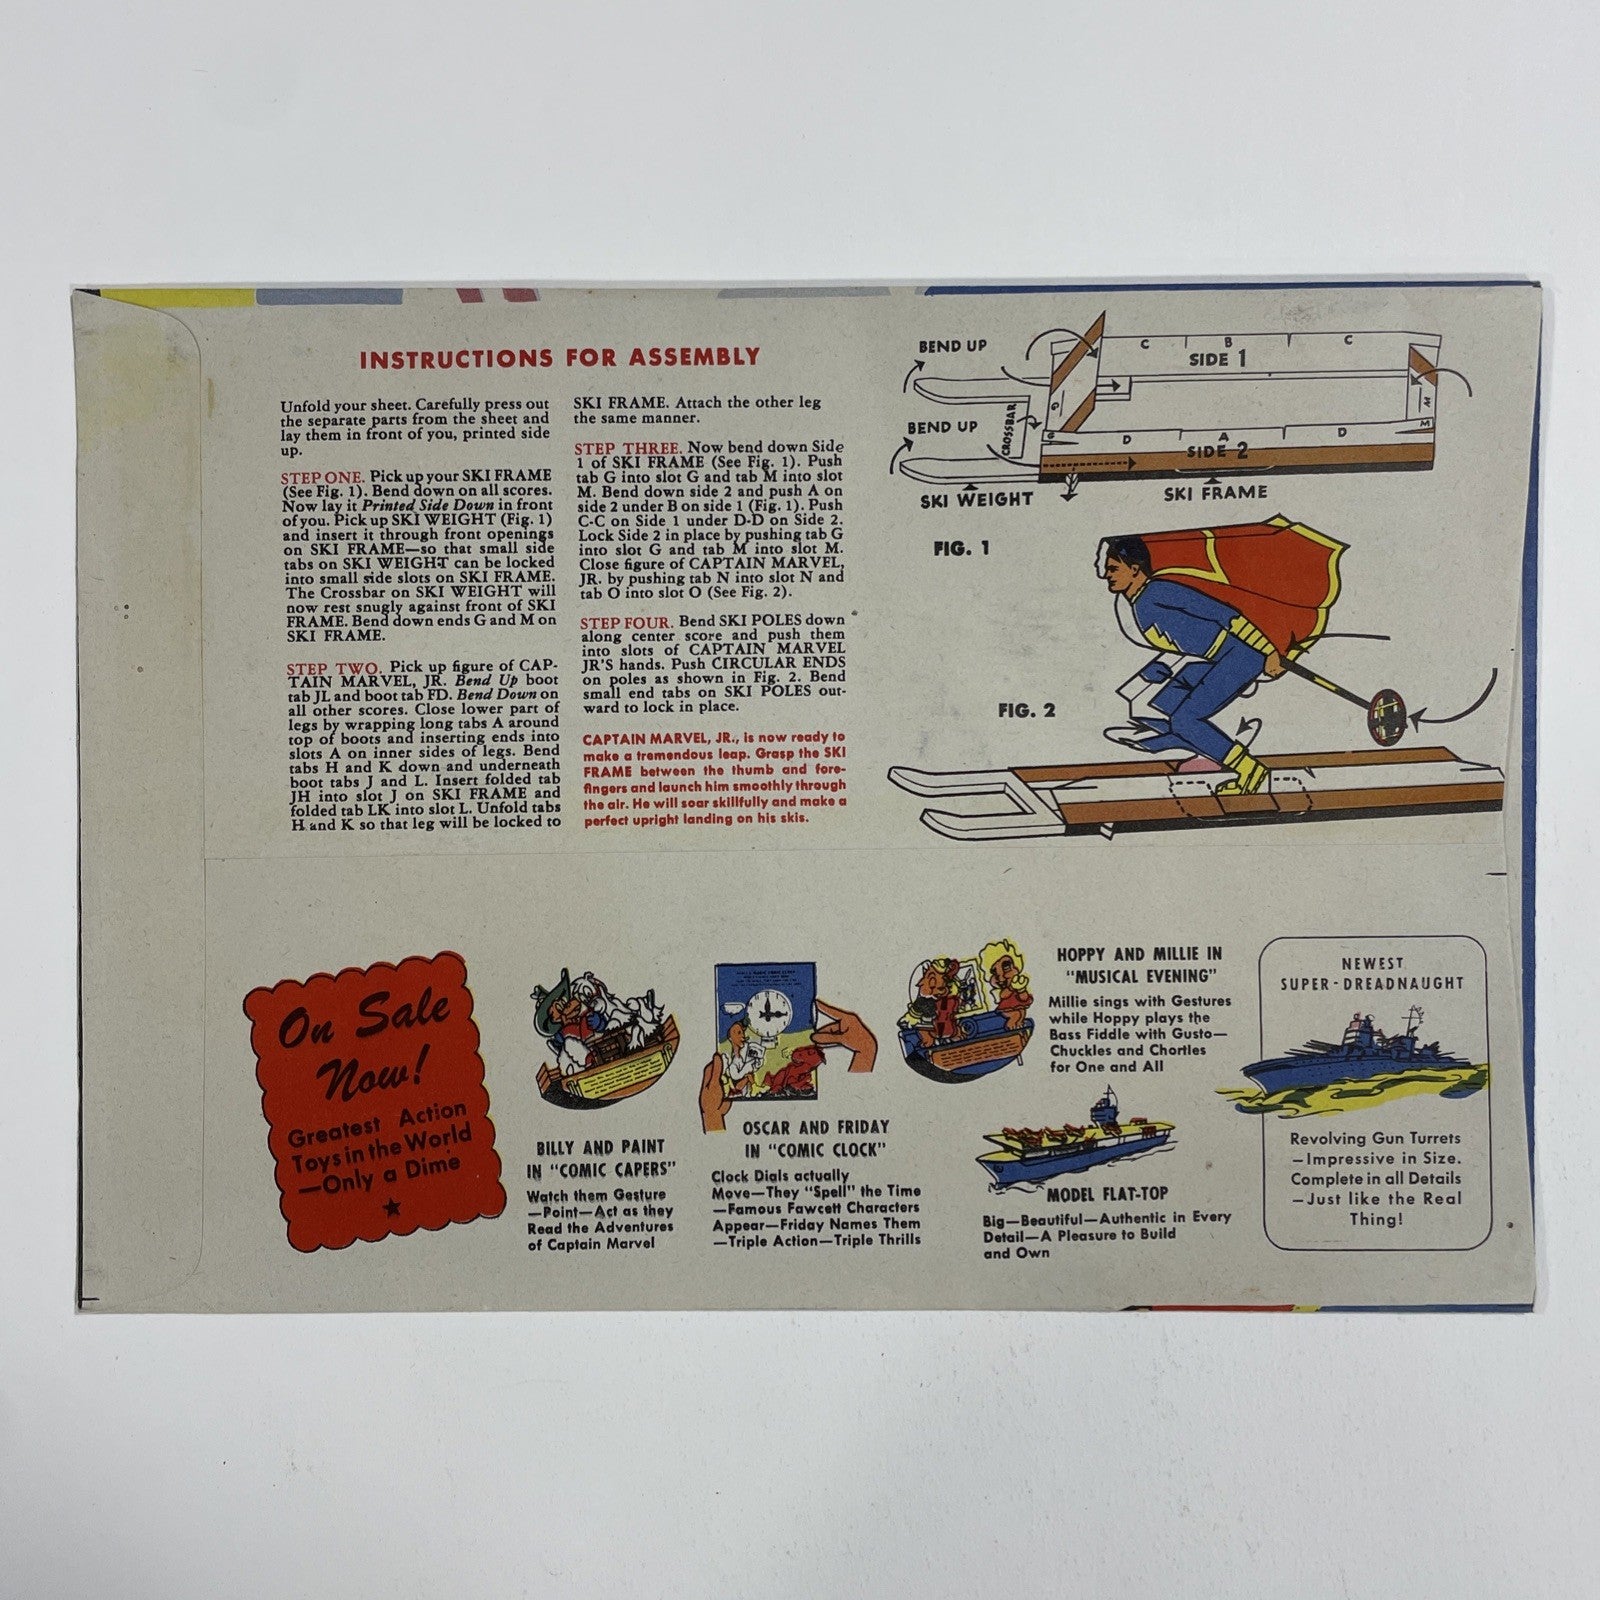 INSTRUCTIONS FOR ASSEMBLY
Unfold your sheet. Carefully press out
the separate parts from the sheet and
lay them in front of you, printed side
up.
STEP ONE. Pick up your SKI FRAME
(See Fig. 1). Bend down on all scores.
Now lay it Printed Side Down in front
of you. Pick up SKI WEIGHT (Fig. 1)
and insert it through front openings
on SKI FRAME—so that small side
tabs on SKI WEIGHT can be locked
into small side slots on SKI FRAME.
The Crossbar on SKI WEIGHT will
now rest snugly against front of SKI
FRAME. Bend down ends G and M on
SKI FRAME.
STEP TWO. Pick up figure of CAP-
TAIN MARVEL, JR. Bend Up boot
tab JL and boot tab FD. Bend Down on
all other scores. Close lower part of
legs by wrapping long tabs A around
top of boots and inserting ends into
slots A on inner sides of legs. Bend
tabs H and K down and underneath
boot tabs J and L. Insert folded tab
JH into slot J on SKI FRAME and
folded tab LK into slot L. Unfold tabs
H and K so that leg will be locked to
SKI FRAME. Attach the other leg
the same manner.
STEP THREE. Now bend down Side
1 of SKI FRAME (See Fig. 1). Push
tab G into slot G and tab M into slot
M. Bend down side 2 and push A on
side 2 under B on side 1 (Fig. 1). Push
C-C on Side 1 under D-D on Side 2.
Lock Side 2 in place by pushing tab G
into slot G and tab M into slot M.
Close figure of CAPTAIN MARVEL,
JR. by pushing tab N into slot N and
tab O into slot O (See Fig. 2).
STEP FOUR. Bend SKI POLES down
along center score and push them
into slots of CAPTAIN MARVEL
JR'S hands. Push CIRCULAR ENDS
on poles as shown in Fig. 2. Bend
small end tabs on SKI POLES out-
ward to lock in place.
CAPTAIN MARVEL, JR., is now ready to
make a tremendous leap. Grasp the SKI
FRAME between the thumb and fore-
fingers and launch him smoothly through
the air. He will soar skillfully and make a
perfect upright landing on his skis.
BEND UP
C B C
SIDE 1
G
M
CROSSBAR
BEND UP
G D A D M
SIDE 2
SKI WEIGHT
SKI FRAME
FIG. 1
FIG. 2
On Sale
Now!
Greatest Action
Toys in the World
—Only a Dime
BILLY AND PAINT
IN "COMIC CAPERS"
Watch them Gesture
—Point—Act as they
Read the Adventures
of Captain Marvel
OSCAR AND FRIDAY
IN "COMIC CLOCK"
Clock Dials actually
Move—They "Spell" the Time
—Famous Fawcett Characters
Appear—Friday Names Them
—Triple Action—Triple Thrills
HOPPY AND MILLIE IN
"MUSICAL EVENING"
Millie sings with Gestures
while Hoppy plays the
Bass Fiddle with Gusto—
Chuckles and Chortles
for One and All
MODEL FLAT-TOP
Big—Beautiful—Authentic in Every
Detail—A Pleasure to Build
and Own
NEWEST
SUPER-DREADNAUGHT
Revolving Gun Turrets
—Impressive in Size.
Complete in all Details
—Just like the Real
Thing!